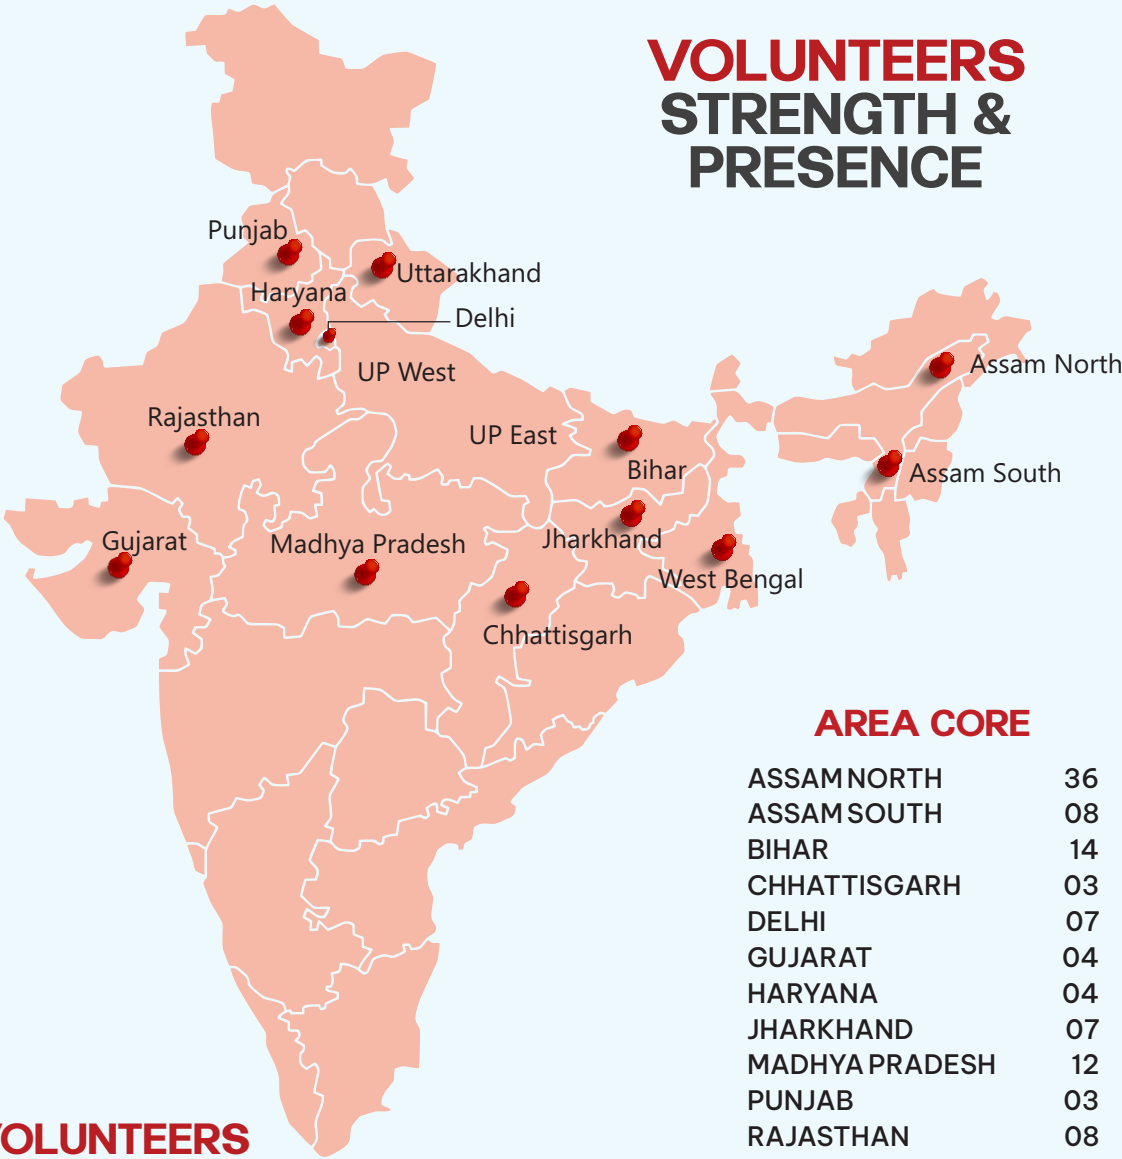 VOLUNTEERS
STRENGTH &
PRESENCE
Punjab
Uttarakhand
Haryana
Delhi
UP West
Assam North
Rajasthan
UP East
Bihar
Assam South
Gujarat
Madhya Pradesh
Jharkhand
West Bengal
Chhattisgarh
AREA CORE
ASSAM NORTH 36
ASSAM SOUTH 08
BIHAR 14
CHHATTISGARH 03
DELHI 07
GUJARAT 04
HARYANA 04
JHARKHAND 07
MADHYA PRADESH 12
PUNJAB 03
RAJASTHAN 08
VOLUNTEERS